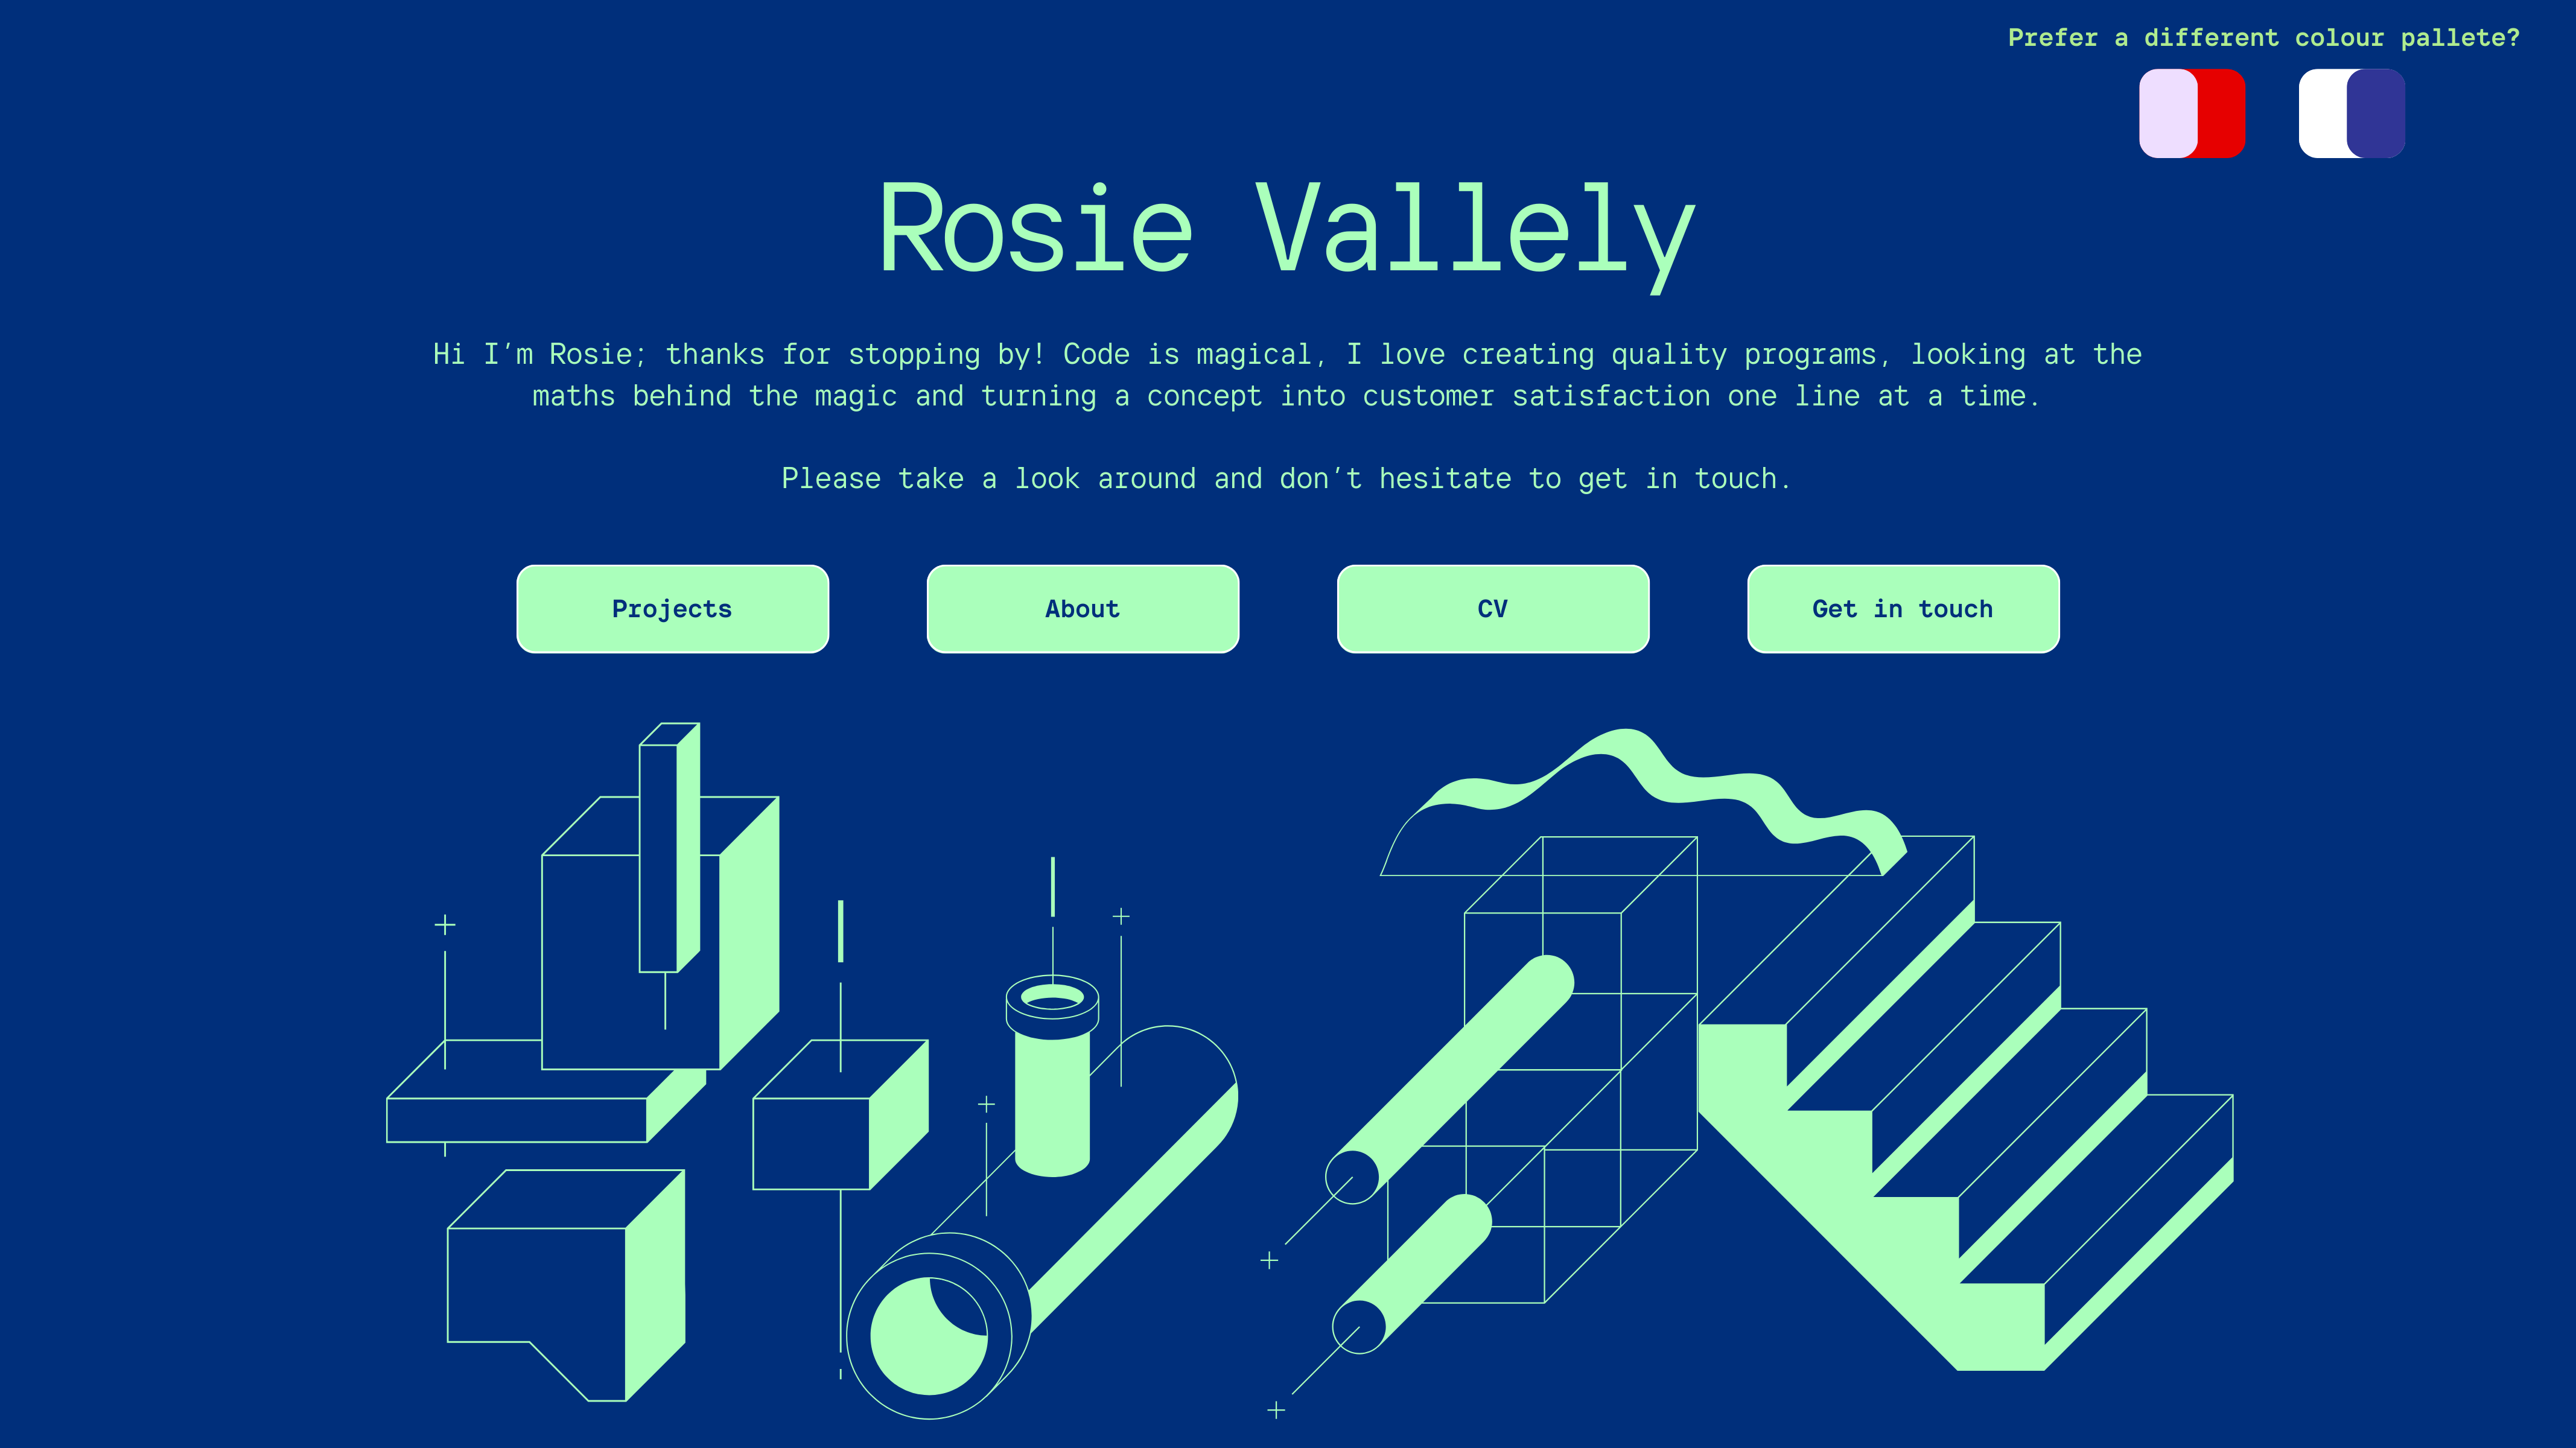 Prefer a different colour pallete?
Rosie Vallely
Hi I'm Rosie; thanks for stopping by! Code is magical, I love creating quality programs, looking at the
maths behind the magic and turning a concept into customer satisfaction one line at a time.
Please take a look around and don't hesitate to get in touch.
Projects
About
CV
Get in touch